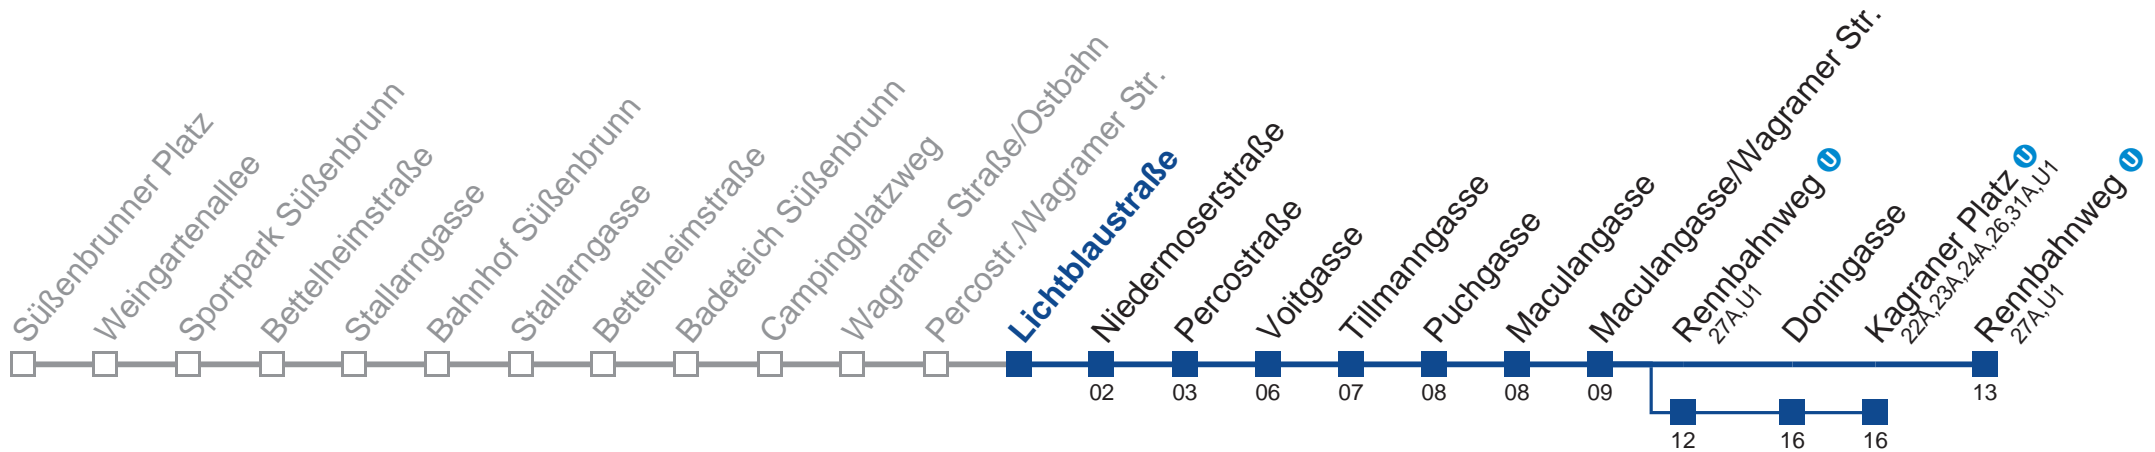 Süßenbrunner Platz
Weingartenallee
Sportpark Süßenbrunn
Bettelheimstraße
Stallarngasse
Bahnhof Süßenbrunn
Stallarngasse
Bettelheimstraße
Badeteich Süßenbrunn
Campingplatzweg
Wagramer Straße/Ostbahn
Percostr./Wagramer Str.
Lichtblaustraße
Niedermoserstraße
Percostraße
Voitgasse
Tillmanngasse
Puchgasse
Maculangasse
Maculangasse/Wagramer Str.
Rennbahnweg U
27A,U1
Doningasse
Kagraner Platz U
22A,23A,24A,26,31A,U1
Rennbahnweg U
27A,U1
02 03 06 07 08 08 09 13
12 16 16